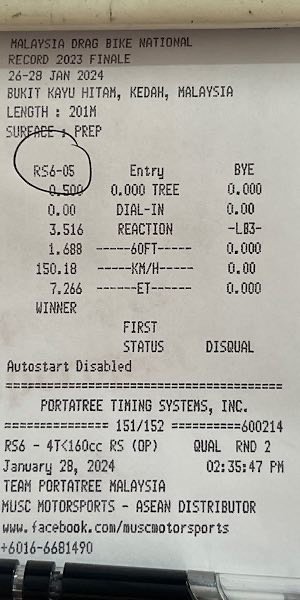 MALAYSIA DRAG BIKE NATIONAL
RECORD 2023 FINALE
26-28 JAN 2024
BUKIT KAYU HITAM, KEDAH, MALAYSIA
LENGTH : 201M
SURFACE : PREP
RS6-05 Entry BYE
0.500 0.000 TREE 0.000
0.00 DIAL-IN 0.00
3.516 REACTION -LB3-
1.688 -----60FT----- 0.000
150.18 -----KM/H----- 0.00
7.266 ------ET------ 0.000
WINNER
FIRST
STATUS DISQUAL
Autostart Disabled
========================================
PORTATREE TIMING SYSTEMS, INC.
=============== 151/152 ==========600214
RS6 - 4T<160cc RS (OP) QUAL RND 2
January 28, 2024 02:35:47 PM
TEAM PORTATREE MALAYSIA
MUSC MOTORSPORTS - ASEAN DISTRIBUTOR
www.facebook.com/muscmotorsports
+6016-6681490